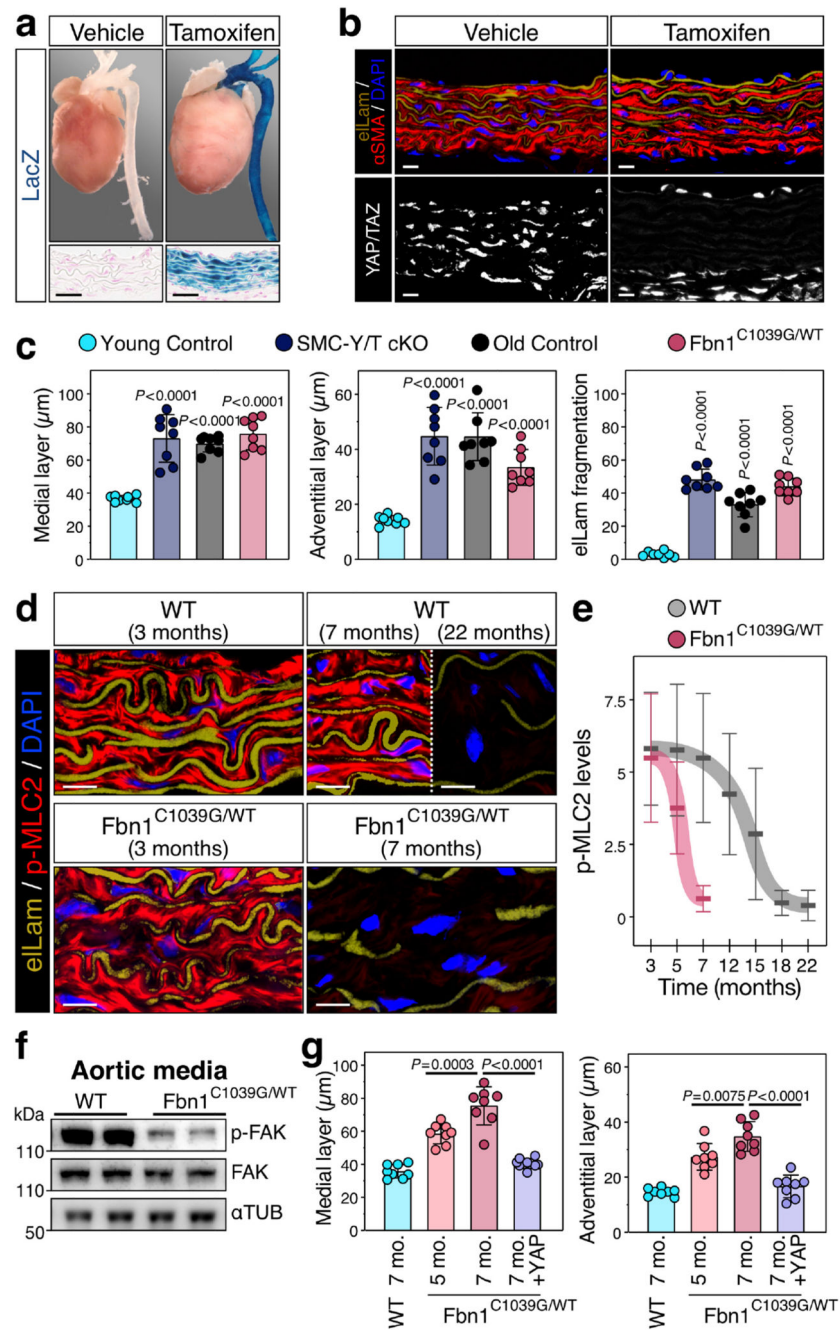 a
Vehicle Tamoxifen
LacZ
b
Vehicle Tamoxifen
elLam /
αSMA / DAPI
YAP/TAZ
c
Young Control SMC-Y/T cKO Old Control Fbn1C1039G/WT
Medial layer (µm)
100
80
60
40
20
0
P<0.0001
P<0.0001
P<0.0001
Adventitial layer (µm)
60
40
20
0
P<0.0001
P<0.0001
P<0.0001
elLam fragmentation
100
80
60
40
20
0
P<0.0001
P<0.0001
P<0.0001
d
WT
(3 months)
WT
(7 months) (22 months)
elLam / p-MLC2 / DAPI
Fbn1C1039G/WT
(3 months)
Fbn1C1039G/WT
(7 months)
e
WT
Fbn1C1039G/WT
p-MLC2 levels
7.5
5
2.5
0
3 5 7 12 15 18 22
Time (months)
f
Aortic media
kDa WT Fbn1C1039G/WT
110 p-FAK
110 FAK
50 αTUB
g
Medial layer (µm)
100
80
60
40
20
0
P=0.0003 P<0.0001
WT 7 mo.
5 mo.
7 mo.
7 mo.
+YAP
Fbn1C1039G/WT
Adventitial layer (µm)
60
40
20
0
P=0.0075 P<0.0001
WT 7 mo.
5 mo.
7 mo.
7 mo.
+YAP
Fbn1C1039G/WT